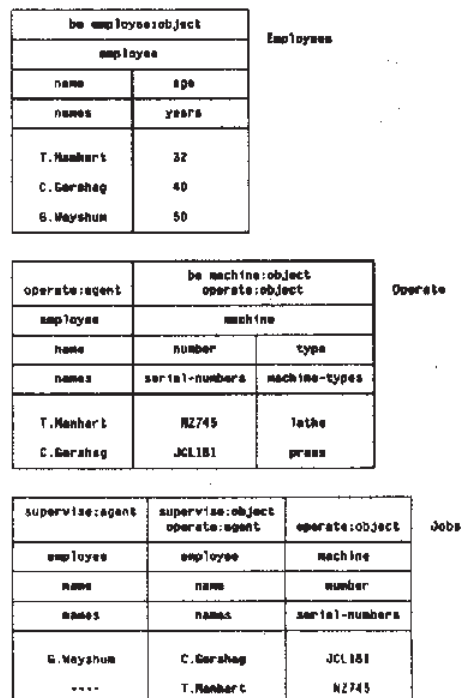 be employee:object
Employees
employee
name age
names years
T.Manhart 32
C.Gershag 40
G.Wayshum 50
operate:agent be machine:object
operate:object
Operate
employee machine
name number type
names serial-numbers machine-types
T.Manhart NZ745 lathe
C.Gershag JCL181 press
supervise:agent supervise:object
operate:agent operate:object
Jobs
employee employee machine
name name number
names names serial-numbers
G.Wayshum C.Gershag JCL181
---- T.Manhart NZ745